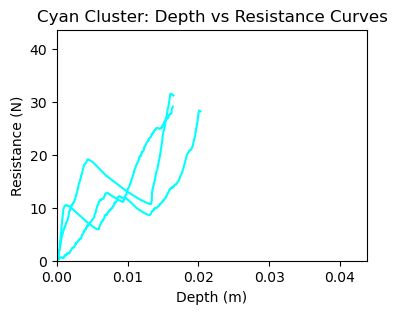 Cyan Cluster: Depth vs Resistance Curves
40
30
20
10
0
Resistance (N)
0.00 0.01 0.02 0.03 0.04
Depth (m)